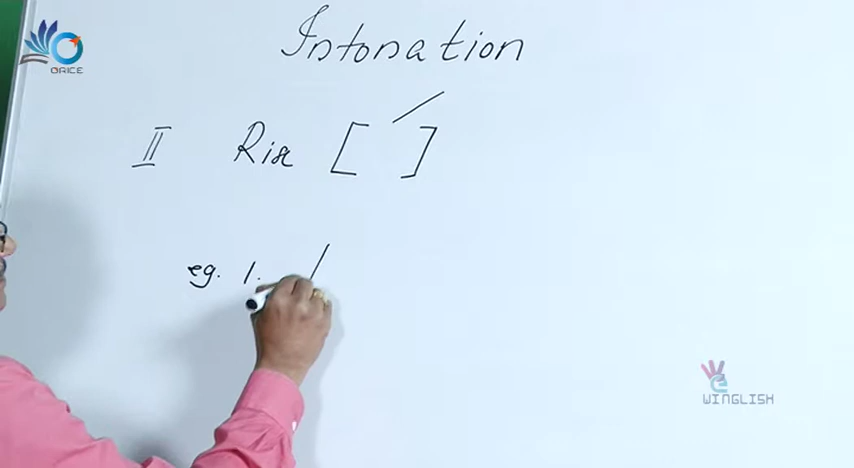 Intonation
ORICE
II Rise [ ˊ ]
eg. 1. /
WINGLISH